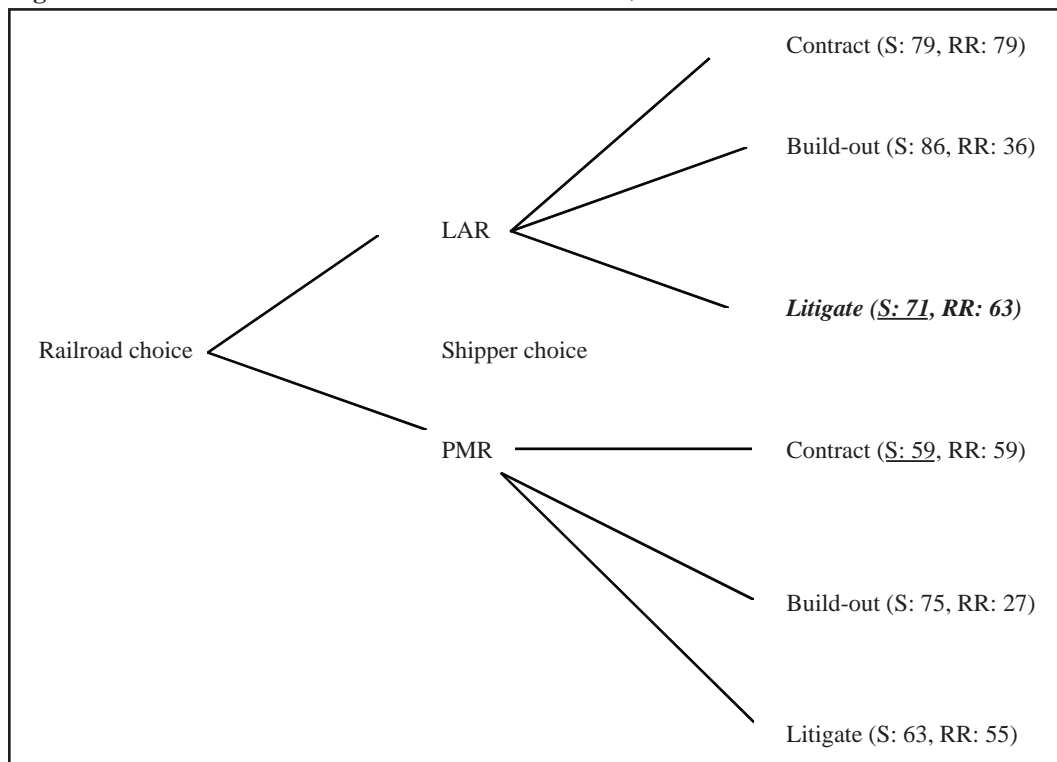 Contract (S: 79, RR: 79)
Build-out (S: 86, RR: 36)
LAR
Litigate (S: 71, RR: 63)
Railroad choice
Shipper choice
PMR
Contract (S: 59, RR: 59)
Build-out (S: 75, RR: 27)
Litigate (S: 63, RR: 55)